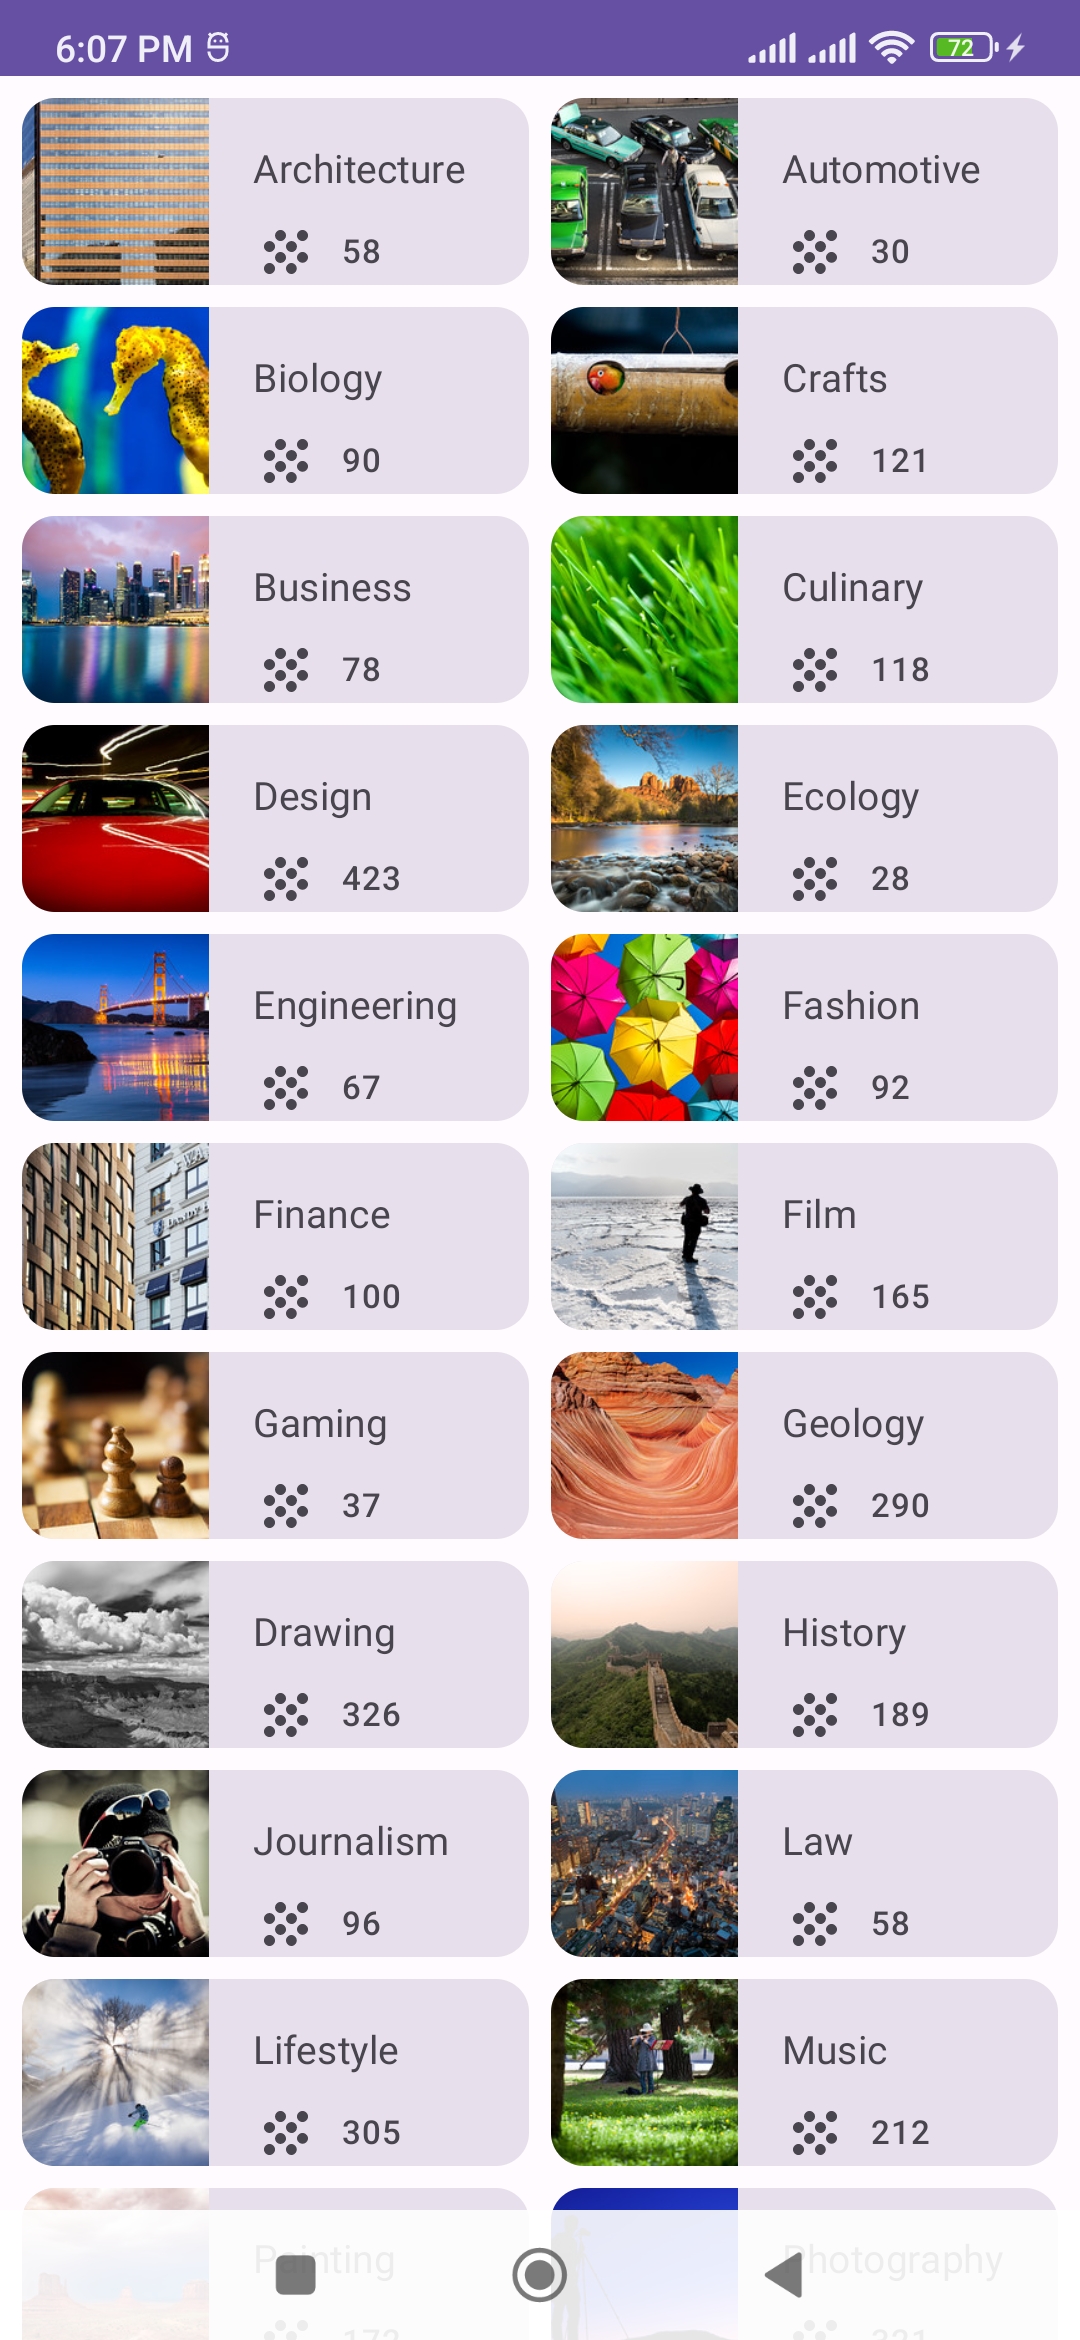 6:07 PM 72
Architecture
58
Automotive
30
Biology
90
Crafts
121
Business
78
Culinary
118
Design
423
Ecology
28
Engineering
67
Fashion
92
Finance
100
Film
165
Gaming
37
Geology
290
Drawing
326
History
189
Journalism
96
Law
58
Lifestyle
305
Music
212
Painting
Photography